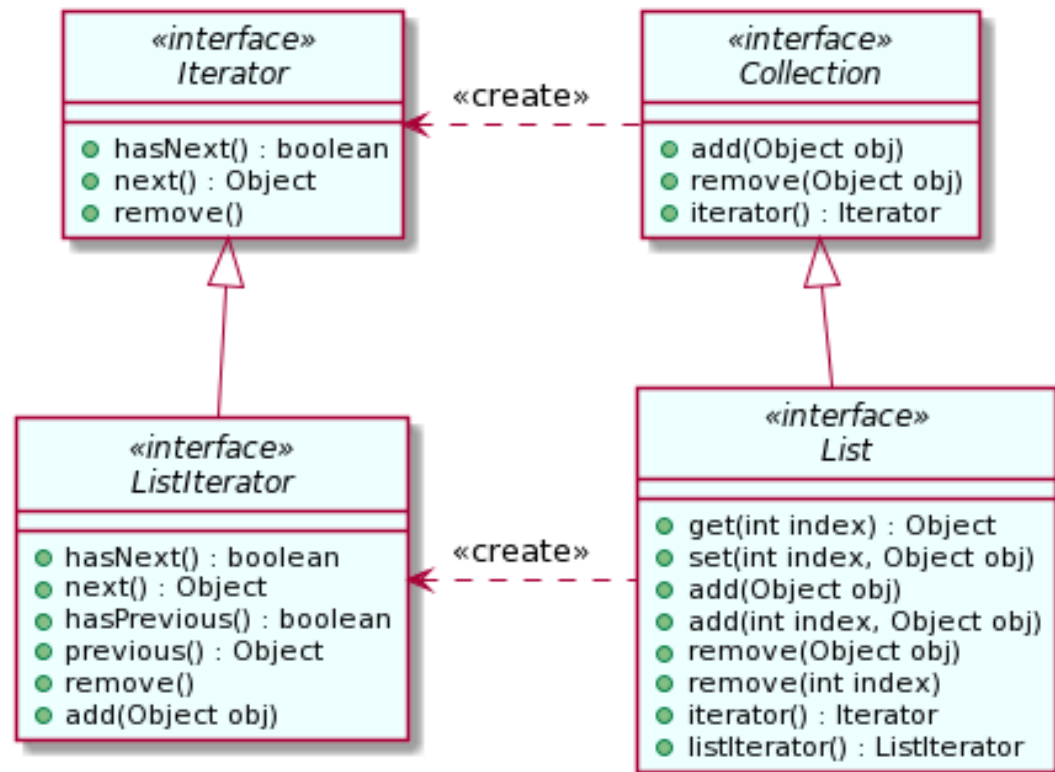 «interface»
Iterator
hasNext() : boolean
next() : Object
remove()
«create»
«interface»
Collection
add(Object obj)
remove(Object obj)
iterator() : Iterator
«interface»
ListIterator
hasNext() : boolean
next() : Object
hasPrevious() : boolean
previous() : Object
remove()
add(Object obj)
«create»
«interface»
List
get(int index) : Object
set(int index, Object obj)
add(Object obj)
add(int index, Object obj)
remove(Object obj)
remove(int index)
iterator() : Iterator
listIterator() : ListIterator